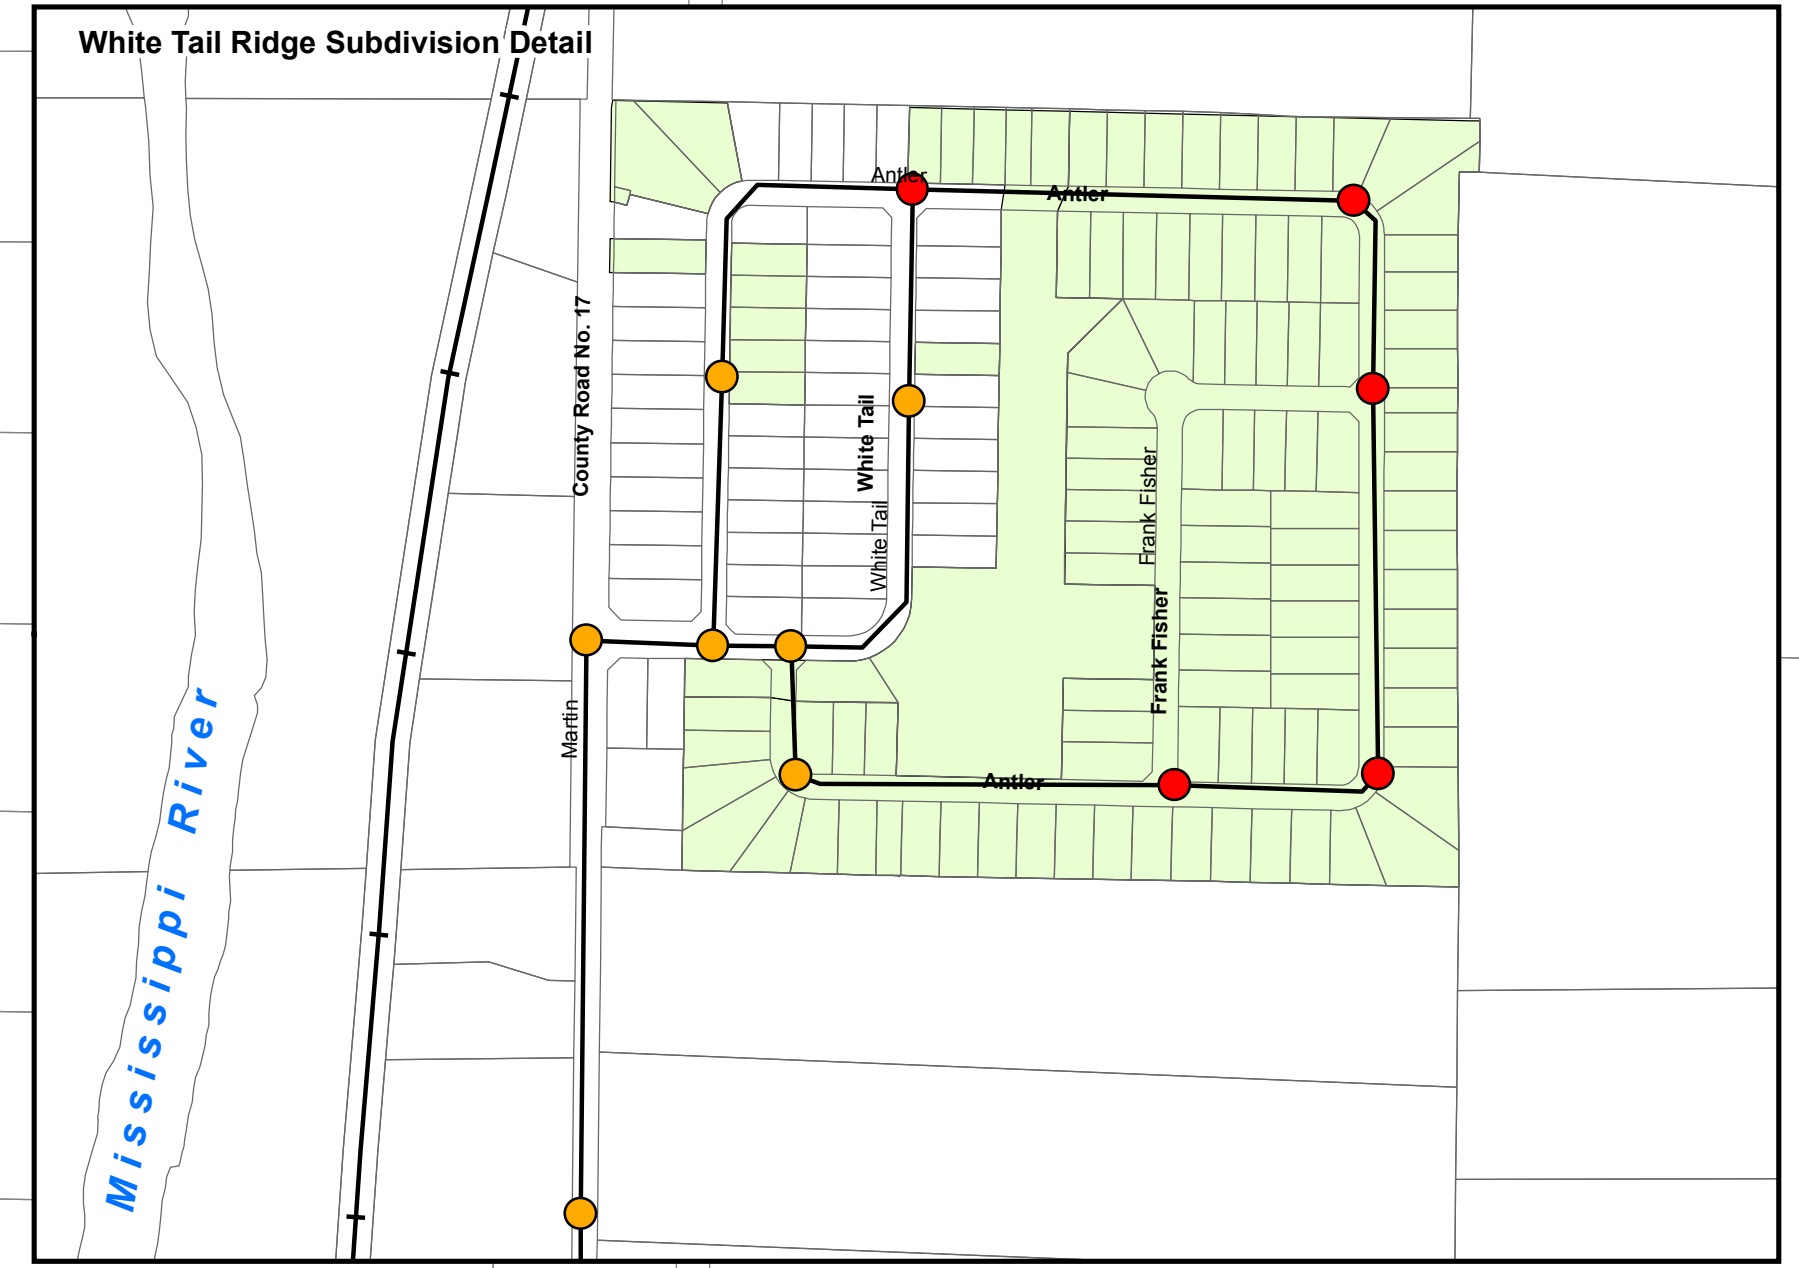 White Tail Ridge Subdivision Detail
Antler
Antler
County Road No. 17
White Tail
White Tail
Frank Fisher
Frank Fisher
Martin
Antler
Mississippi River